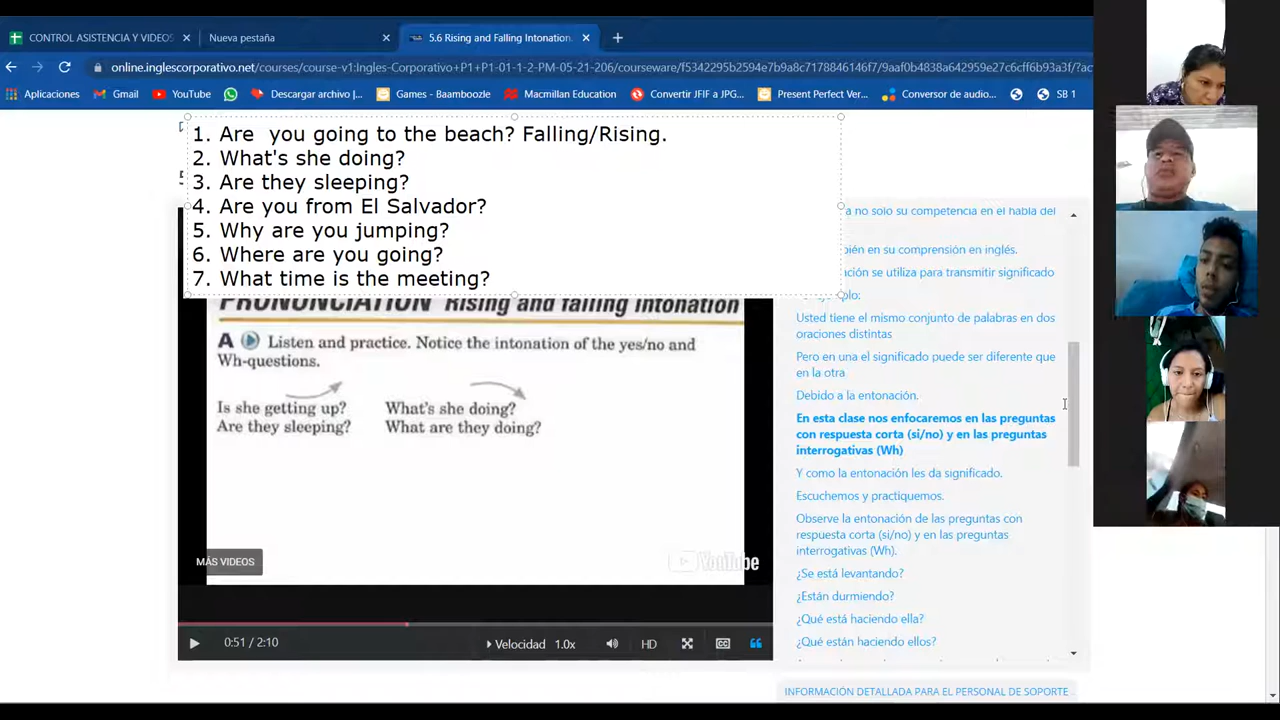 CONTROL ASISTENCIA Y VIDEOS
Nueva pestaña
5.6 Rising and Falling Intonation.
online.inglescorporativo.net/courses/course-v1:Ingles-Corporativo+P1+P1-01-1-2-PM-05-21-206/courseware/f5342295b2594e7b9a8c7178846146f7/9aaf0b4838a642959e27c6cff6b93a3f/?ac
Aplicaciones
Gmail
YouTube
Descargar archivo |...
Games - Baamboozle
Macmillan Education
Convertir JFIF a JPG...
Present Perfect Ver...
Conversor de audio...
SB 1
1. Are you going to the beach? Falling/Rising.
2. What's she doing?
3. Are they sleeping?
4. Are you from El Salvador?
5. Why are you jumping?
6. Where are you going?
7. What time is the meeting?
PRONUNCIATION Rising and falling intonation
A Listen and practice. Notice the intonation of the yes/no and
Wh-questions.
Is she getting up? What's she doing?
Are they sleeping? What are they doing?
MÁS VIDEOS
YouTube
0:51 / 2:10
Velocidad 1.0x
HD
CC
a no solo su competencia en el habla del
bién en su comprensión en inglés.
ación se utiliza para transmitir significado
plo:
Usted tiene el mismo conjunto de palabras en dos
oraciones distintas
Pero en una el significado puede ser diferente que
en la otra
Debido a la entonación.
En esta clase nos enfocaremos en las preguntas
con respuesta corta (si/no) y en las preguntas
interrogativas (Wh)
Y como la entonación les da significado.
Escuchemos y practiquemos.
Observe la entonación de las preguntas con
respuesta corta (si/no) y en las preguntas
interrogativas (Wh).
¿Se está levantando?
¿Están durmiendo?
¿Qué está haciendo ella?
¿Qué están haciendo ellos?
INFORMACIÓN DETALLADA PARA EL PERSONAL DE SOPORTE